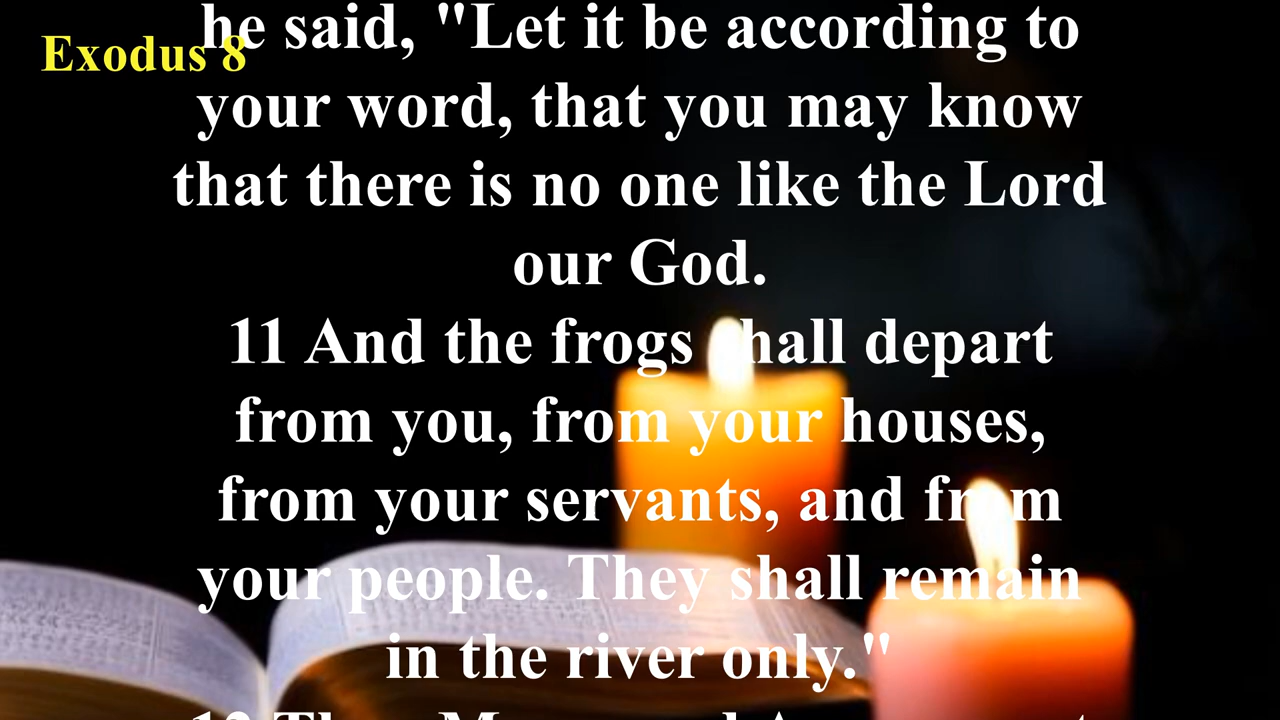 Exodus 8
he said, "Let it be according to
your word, that you may know
that there is no one like the Lord
our God.
11 And the frogs shall depart
from you, from your houses,
from your servants, and from
your people. They shall remain
in the river only."